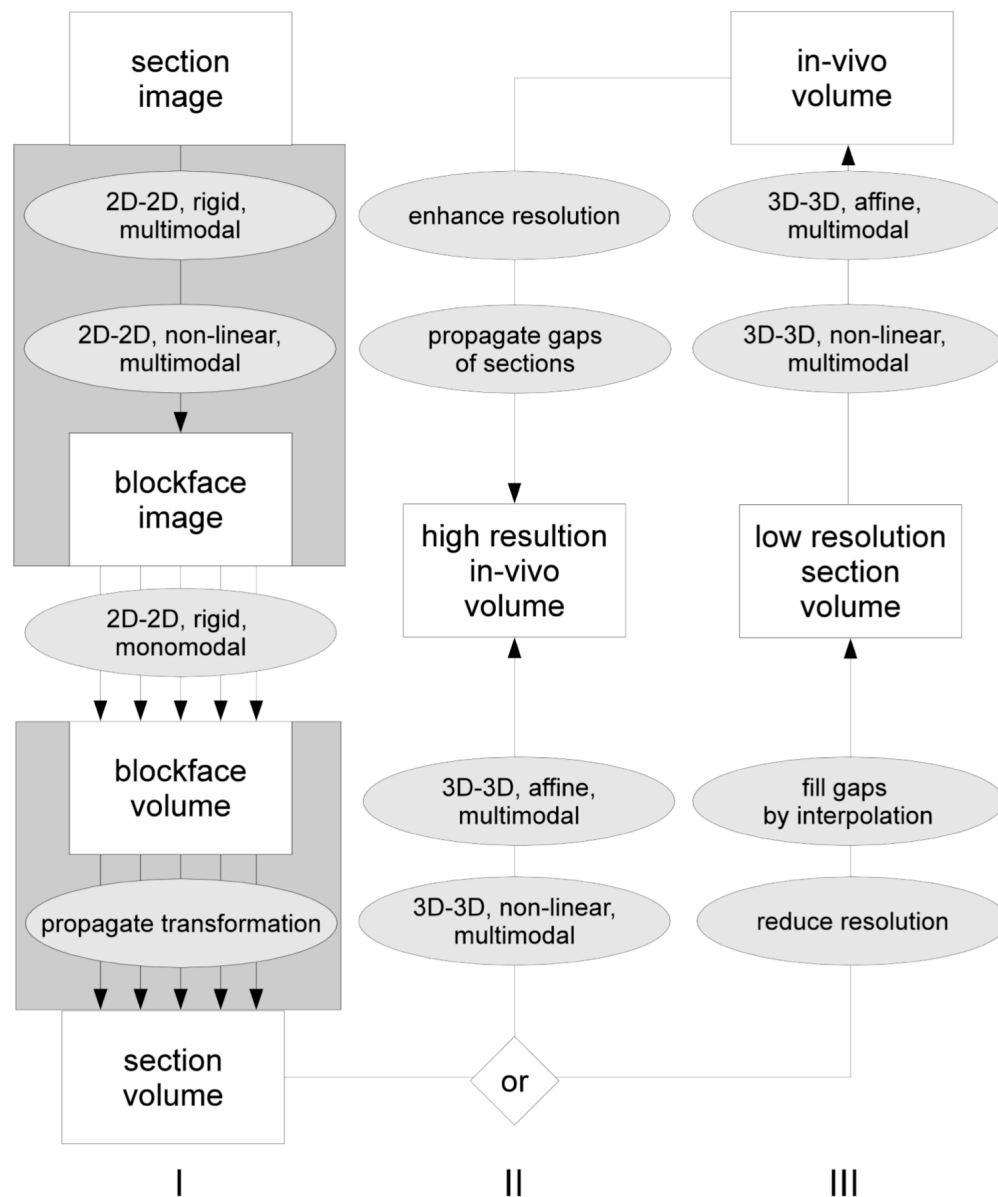 section
image
2D-2D, rigid,
multimodal
2D-2D, non-linear,
multimodal
blockface
image
2D-2D, rigid,
monomodal
blockface
volume
propagate transformation
section
volume
I
enhance resolution
propagate gaps
of sections
high resultion
in-vivo
volume
3D-3D, affine,
multimodal
3D-3D, non-linear,
multimodal
or
II
in-vivo
volume
3D-3D, affine,
multimodal
3D-3D, non-linear,
multimodal
low resolution
section
volume
fill gaps
by interpolation
reduce resolution
III